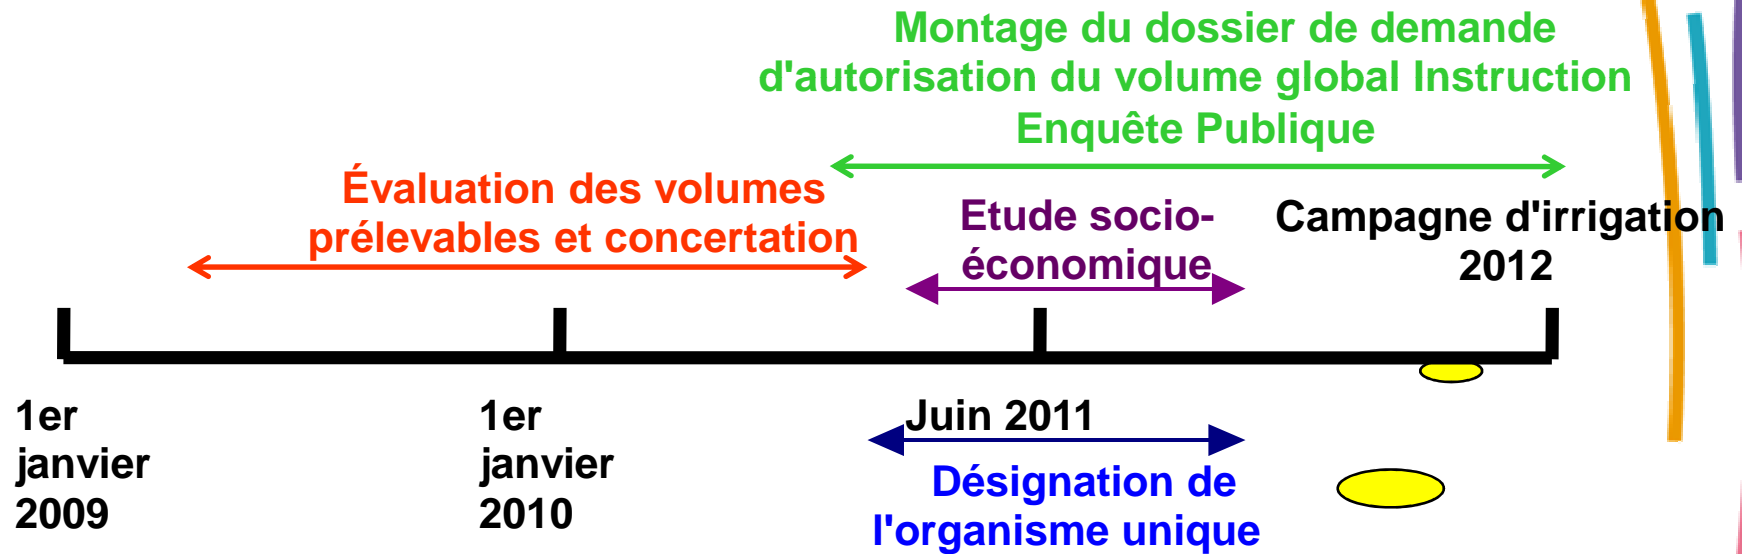 Montage du dossier de demande
d'autorisation du volume global Instruction
Enquête Publique
Évaluation des volumes
prélevables et concertation
Etude socio-
économique
Campagne d'irrigation
2012
1er
janvier
2009
1er
janvier
2010
Juin 2011
Désignation de
l'organisme unique